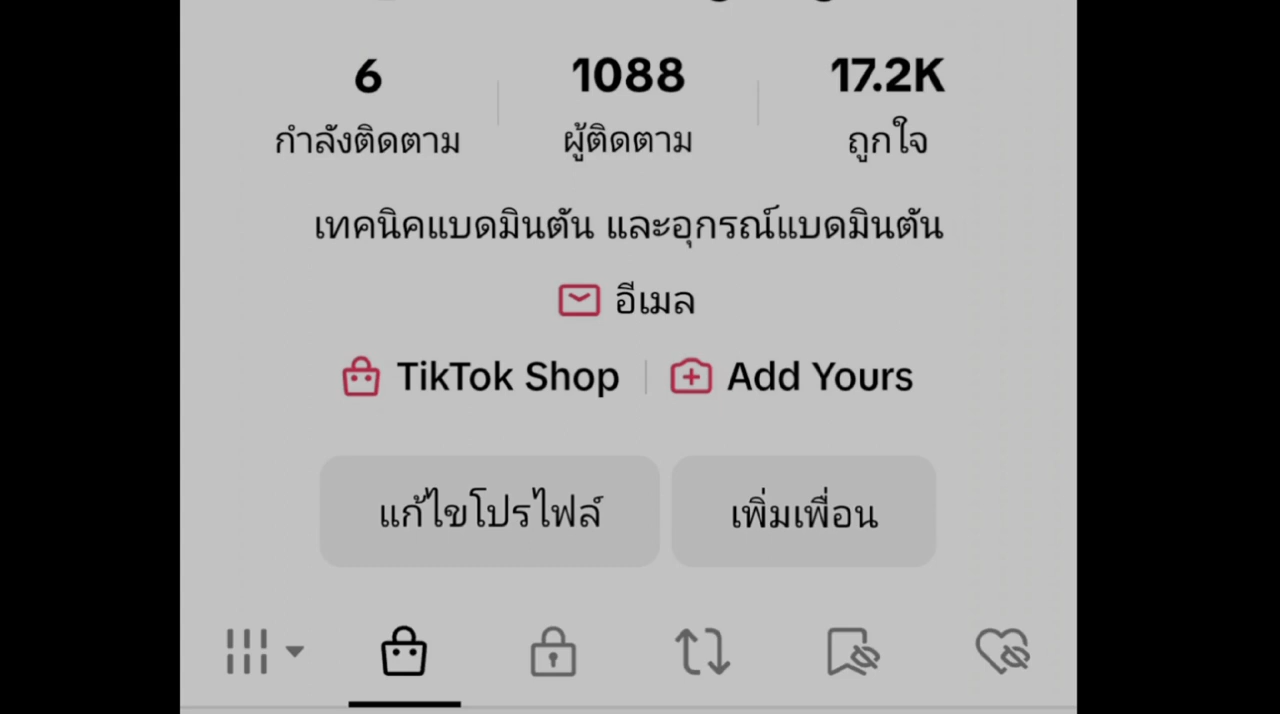 6 1088 17.2K
กำลังติดตาม ผู้ติดตาม ถูกใจ
เทคนิคแบดมินตัน และอุกรณ์แบดมินตัน
อีเมล
TikTok Shop Add Yours
แก้ไขโปรไฟล์ เพิ่มเพื่อน